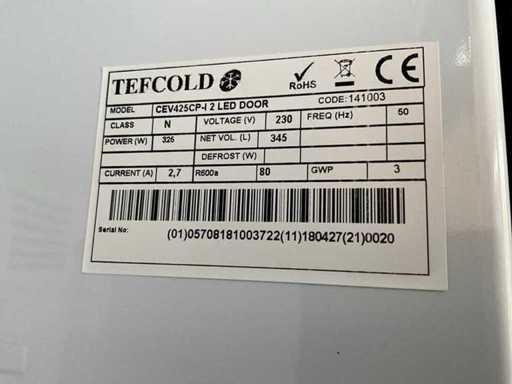 TEFCOLD
RoHS
CE
MODEL CEV425CP-I 2 LED DOOR CODE: 141003
CLASS N VOLTAGE (V) 230 FREQ (Hz) 50
POWER (W) 325 NET VOL. (L) 345
DEFROST (W)
CURRENT (A) 2,7 R600a 80 GWP 3
Serial No:
(01)05708181003722(11)180427(21)0020